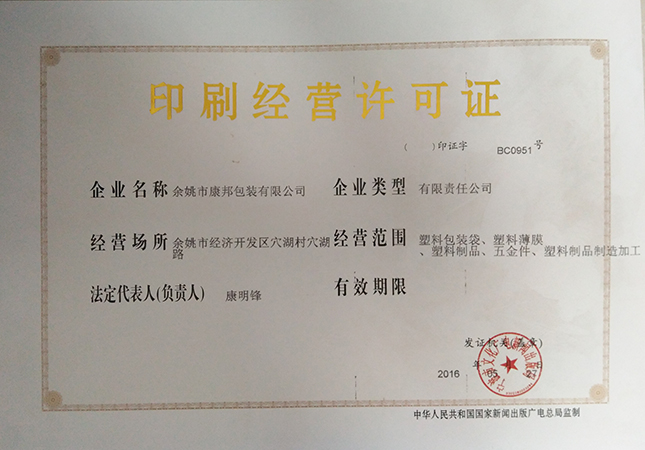 印刷经营许可证
( )印证字 BC0951号
企业名称 余姚市康邦包装有限公司
企业类型 有限责任公司
经营场所 余姚市经济开发区穴湖村穴湖
路
经营范围 塑料包装袋、塑料薄膜
、塑料制品、五金件、塑料制品制造加工
法定代表人(负责人) 康明锋
有效期限
发证机关(盖章)
2016 年 05
中华人民共和国国家新闻出版广电总局监制